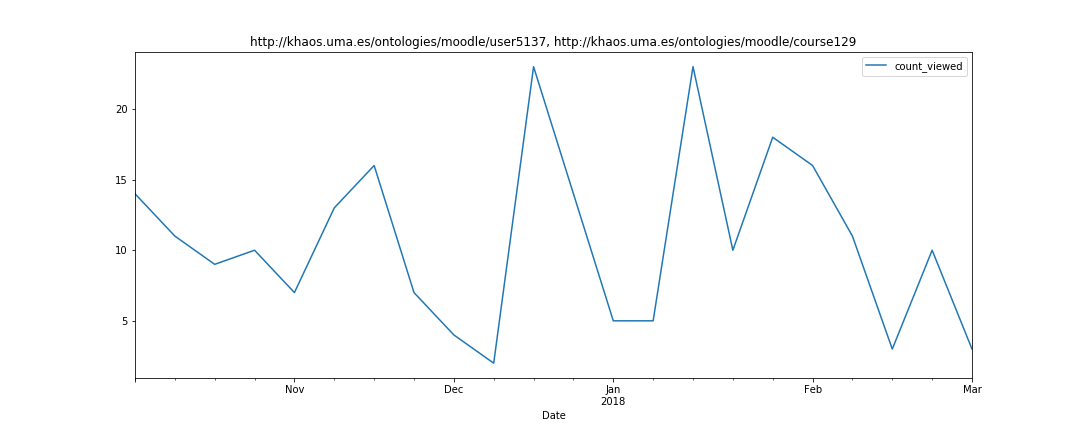 http://khaos.uma.es/ontologies/moodle/user5137, http://khaos.uma.es/ontologies/moodle/course129
count_viewed
20
15
10
5
Nov
Dec
Jan
2018
Feb
Mar
Date